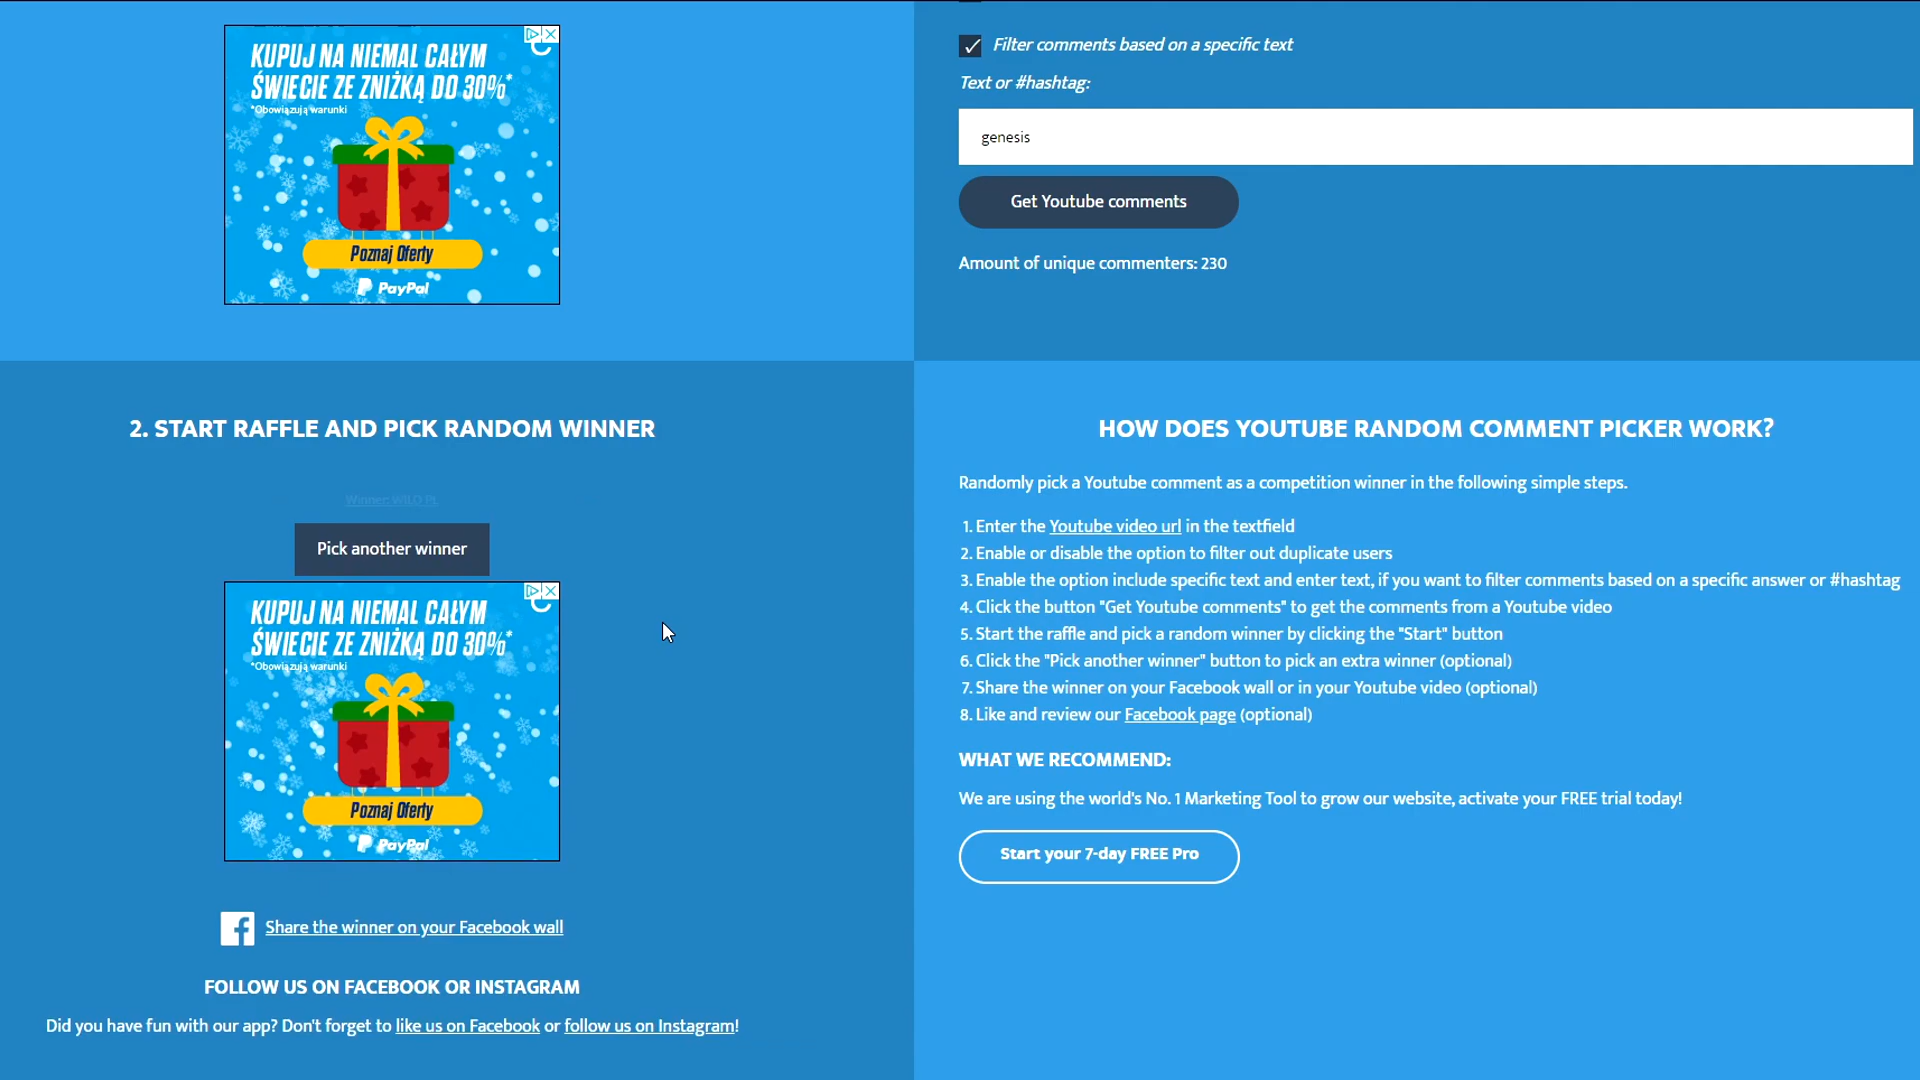 KUPUJ NA NIEMAL CAŁYM
ŚWIECIE ZE ZNIŻKĄ DO 30%*
*Obowiązują warunki
Poznaj Oferty
PayPal
Filter comments based on a specific text
Text or #hashtag:
genesis
Get Youtube comments
Amount of unique commenters: 230
2. START RAFFLE AND PICK RANDOM WINNER
Winner: WILD PL
Pick another winner
KUPUJ NA NIEMAL CAŁYM
ŚWIECIE ZE ZNIŻKĄ DO 30%*
*Obowiązują warunki
Poznaj Oferty
PayPal
Share the winner on your Facebook wall
FOLLOW US ON FACEBOOK OR INSTAGRAM
Did you have fun with our app? Don't forget to like us on Facebook or follow us on Instagram!
HOW DOES YOUTUBE RANDOM COMMENT PICKER WORK?
Randomly pick a Youtube comment as a competition winner in the following simple steps.
1. Enter the Youtube video url in the textfield
2. Enable or disable the option to filter out duplicate users
3. Enable the option include specific text and enter text, if you want to filter comments based on a specific answer or #hashtag
4. Click the button "Get Youtube comments" to get the comments from a Youtube video
5. Start the raffle and pick a random winner by clicking the "Start" button
6. Click the "Pick another winner" button to pick an extra winner (optional)
7. Share the winner on your Facebook wall or in your Youtube video (optional)
8. Like and review our Facebook page (optional)
WHAT WE RECOMMEND:
We are using the world's No. 1 Marketing Tool to grow our website, activate your FREE trial today!
Start your 7-day FREE Pro